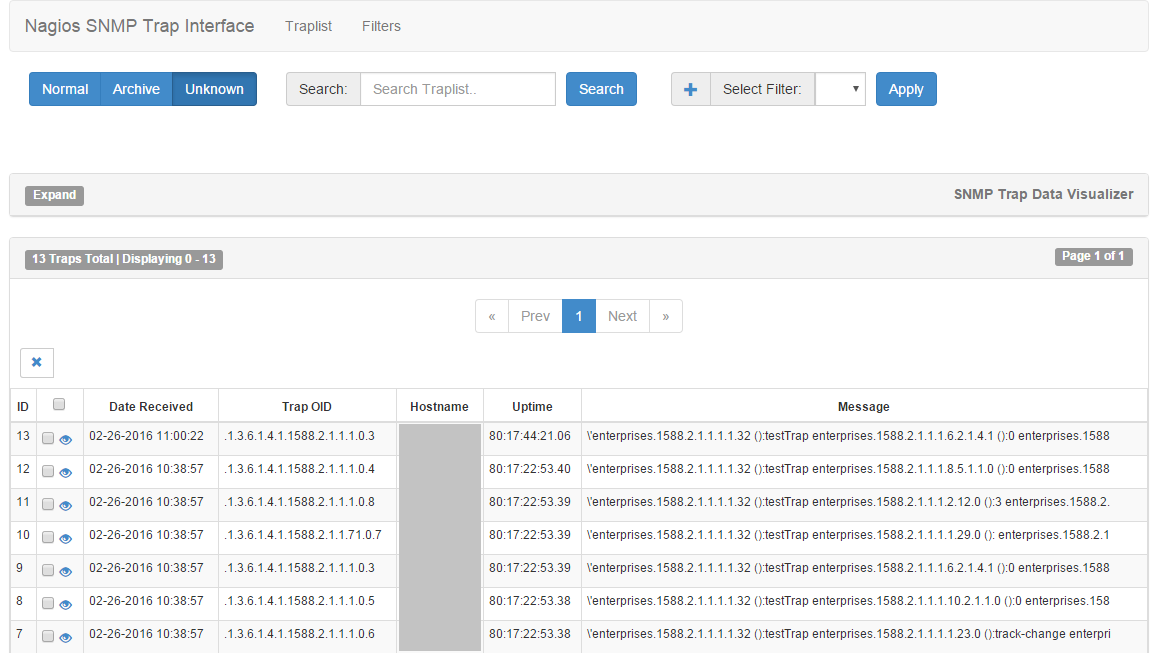 Nagios SNMP Trap Interface Traplist Filters
Normal Archive Unknown Search: Search Traplist.. Search + Select Filter: Apply
Expand SNMP Trap Data Visualizer
13 Traps Total | Displaying 0 - 13 Page 1 of 1
« Prev 1 Next »
ID Date Received Trap OID Hostname Uptime Message
13 02-26-2016 11:00:22 .1.3.6.1.4.1.1588.2.1.1.1.0.3 80:17:44:21.06 \'enterprises.1588.2.1.1.1.1.32 ():testTrap enterprises.1588.2.1.1.1.6.2.1.4.1 ():0 enterprises.1588
12 02-26-2016 10:38:57 .1.3.6.1.4.1.1588.2.1.1.1.0.4 80:17:22:53.40 \'enterprises.1588.2.1.1.1.1.32 ():testTrap enterprises.1588.2.1.1.1.8.5.1.1.0 ():0 enterprises.1588
11 02-26-2016 10:38:57 .1.3.6.1.4.1.1588.2.1.1.1.0.8 80:17:22:53.39 \'enterprises.1588.2.1.1.1.1.32 ():testTrap enterprises.1588.2.1.1.1.2.12.0 ():3 enterprises.1588.2.
10 02-26-2016 10:38:57 .1.3.6.1.4.1.1588.2.1.1.71.0.7 80:17:22:53.39 \'enterprises.1588.2.1.1.1.1.32 ():testTrap enterprises.1588.2.1.1.1.1.29.0 (): enterprises.1588.2.1
9 02-26-2016 10:38:57 .1.3.6.1.4.1.1588.2.1.1.1.0.3 80:17:22:53.39 \'enterprises.1588.2.1.1.1.1.32 ():testTrap enterprises.1588.2.1.1.1.6.2.1.4.1 ():0 enterprises.1588
8 02-26-2016 10:38:57 .1.3.6.1.4.1.1588.2.1.1.1.0.5 80:17:22:53.38 \'enterprises.1588.2.1.1.1.1.32 ():testTrap enterprises.1588.2.1.1.1.10.2.1.1.0 ():0 enterprises.158
7 02-26-2016 10:38:57 .1.3.6.1.4.1.1588.2.1.1.1.0.6 80:17:22:53.38 \'enterprises.1588.2.1.1.1.1.32 ():testTrap enterprises.1588.2.1.1.1.1.23.0 ():track-change enterpri